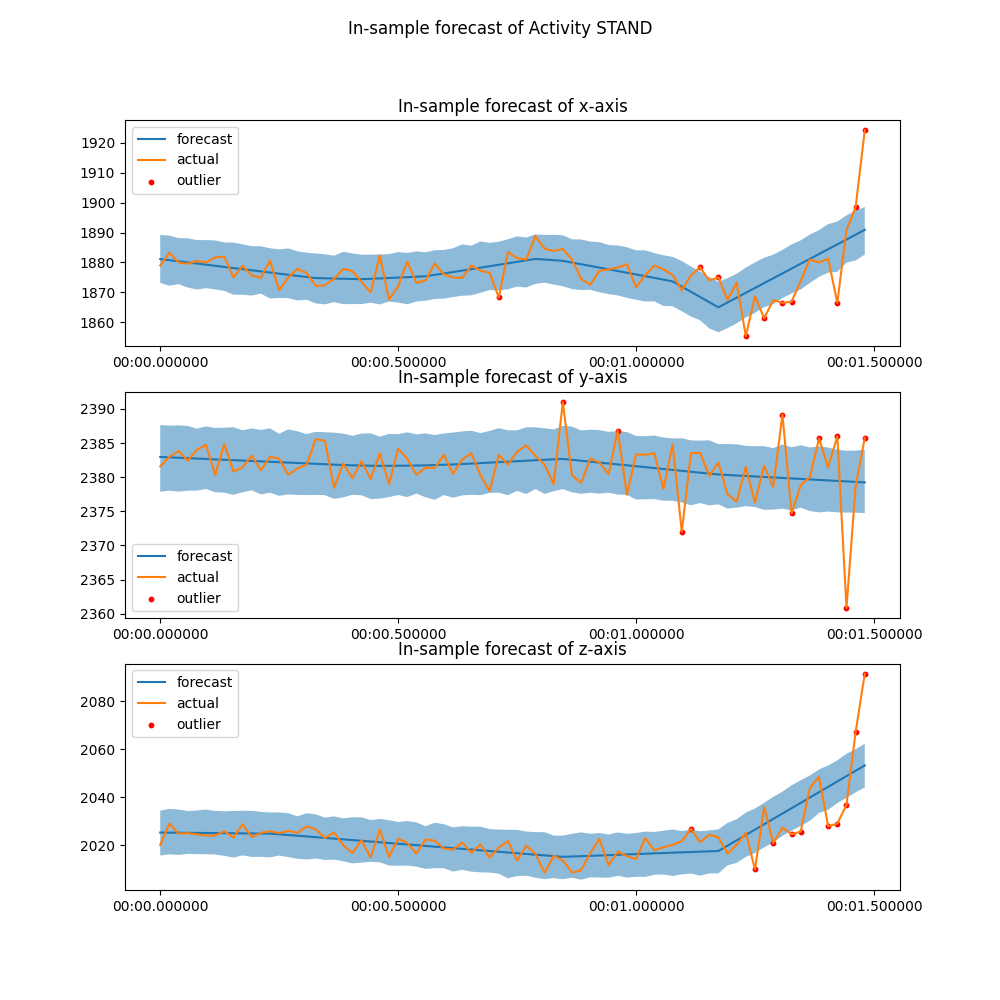 In-sample forecast of Activity STAND
In-sample forecast of x-axis
forecast
actual
outlier
1920
1910
1900
1890
1880
1870
1860
00:00.000000 00:00.500000 00:01.000000 00:01.500000
In-sample forecast of y-axis
2390
2385
2380
2375
2370
2365
2360
forecast
actual
outlier
00:00.000000 00:00.500000 00:01.000000 00:01.500000
In-sample forecast of z-axis
forecast
actual
outlier
2080
2060
2040
2020
00:00.000000 00:00.500000 00:01.000000 00:01.500000